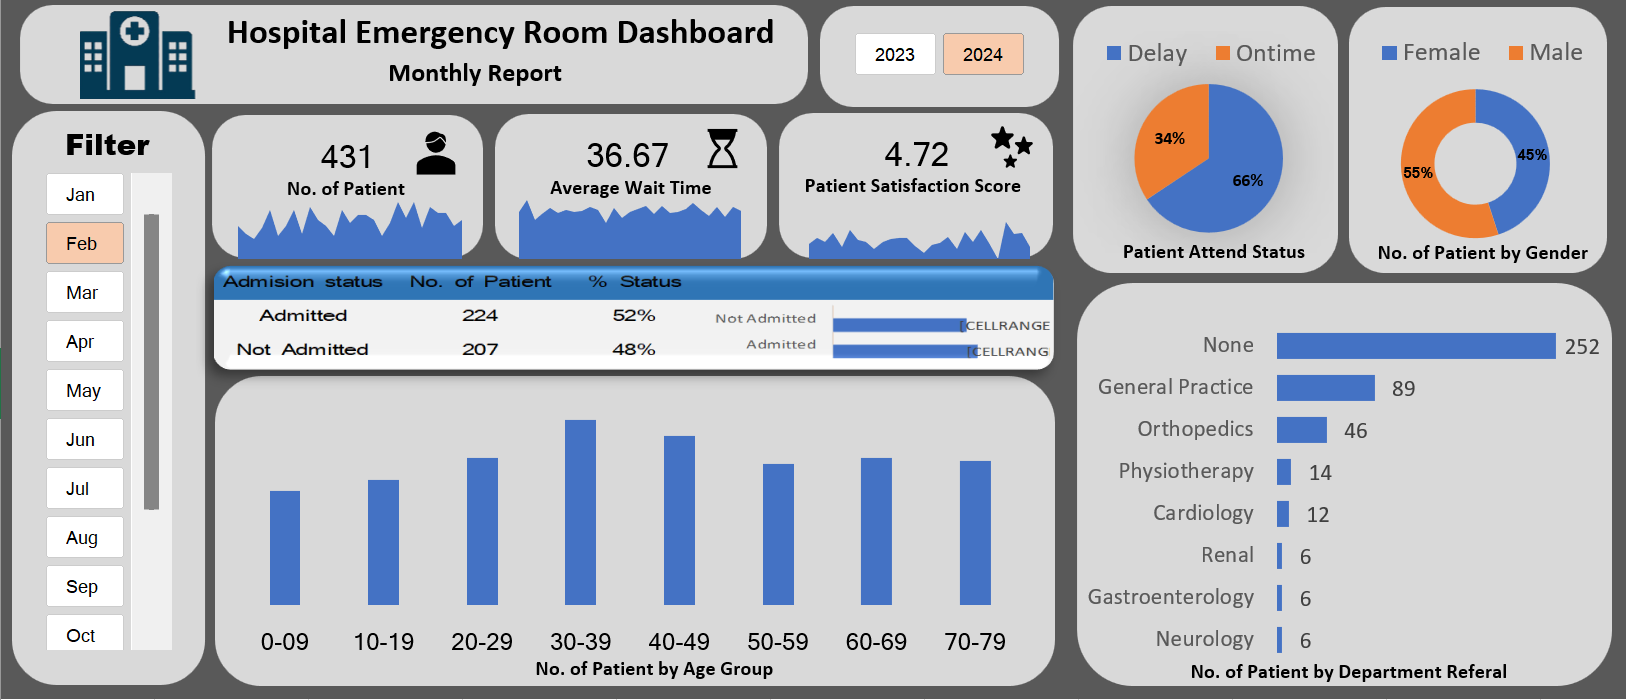 Hospital Emergency Room Dashboard
Monthly Report
2023
2024
Delay
Ontime
34%
66%
Patient Attend Status
Female
Male
55%
45%
No. of Patient by Gender
Filter
Jan
Feb
Mar
Apr
May
Jun
Jul
Aug
Sep
Oct
431
No. of Patient
36.67
Average Wait Time
4.72
Patient Satisfaction Score
Admision status No. of Patient % Status
Admitted 224 52%
Not Admitted 207 48%
Not Admitted [CELLRANGE
Admitted [CELLRANG
0-09 10-19 20-29 30-39 40-49 50-59 60-69 70-79
No. of Patient by Age Group
None 252
General Practice 89
Orthopedics 46
Physiotherapy 14
Cardiology 12
Renal 6
Gastroenterology 6
Neurology 6
No. of Patient by Department Referal